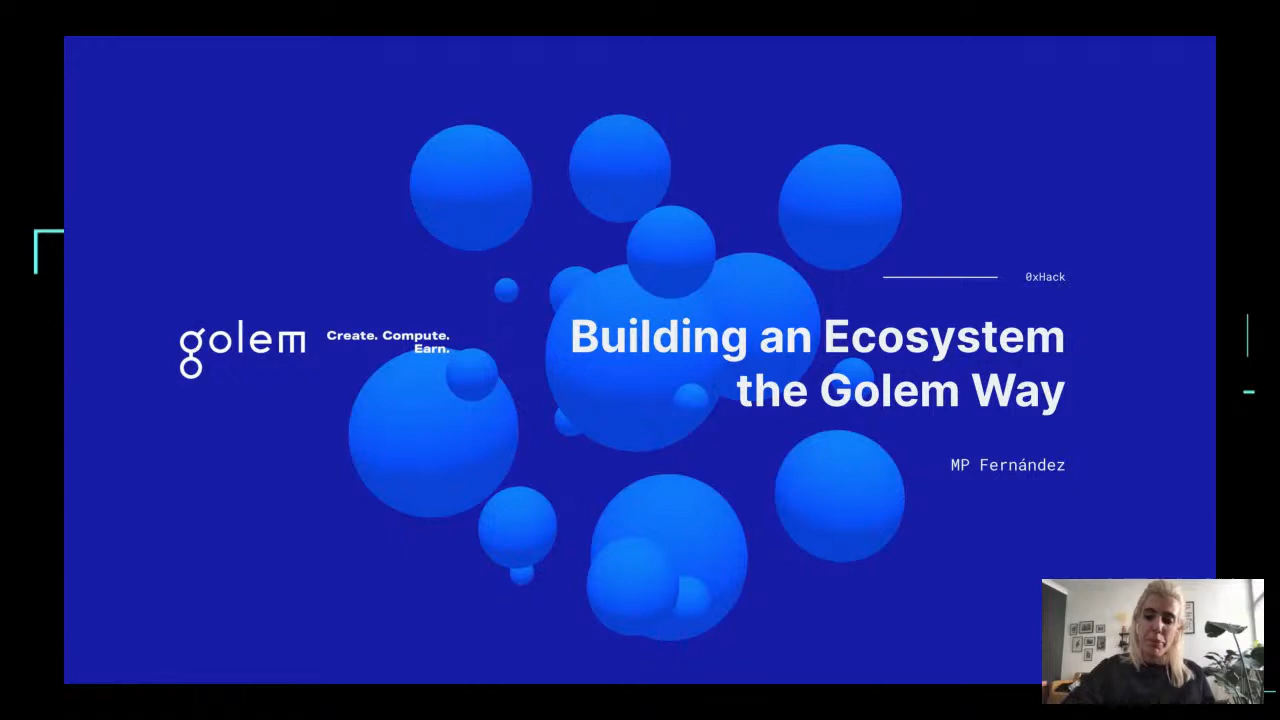 0xHack
golem
Create. Compute.
Earn.
Building an Ecosystem
the Golem Way
MP Fernández